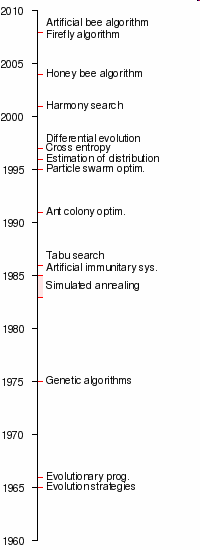 2010
Artificial bee algorithm
Firefly algorithm
2005
Honey bee algorithm
Harmony search
2000
Differential evolution
Cross entropy
Estimation of distribution
Particle swarm optim.
1995
Ant colony optim.
1990
Tabu search
Artificial immunitary sys.
1985
Simulated annealing
1980
1975
Genetic algorithms
1970
Evolutionary prog.
1965
Evolution strategies
1960